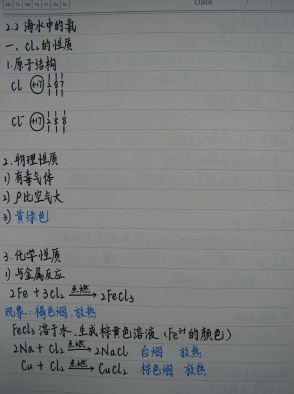 Date / /
2.2 海水中的氯
一、Cl₂的性质
1.原子结构
Cl (+17) 2 8 7
Cl⁻ (+17) 2 8 8
2.物理性质
1) 有毒气体
2) ρ比空气大
3) 黄绿色
3.化学性质
1) 与金属反应
2Fe + 3Cl₂ 点燃→ 2FeCl₃
现象:褐色烟 放热
FeCl₃溶于水,生成棕黄色溶液 (Fe³⁺的颜色)
2Na + Cl₂ 点燃→ 2NaCl 白烟 放热
Cu + Cl₂ 点燃→ CuCl₂ 棕色烟 放热